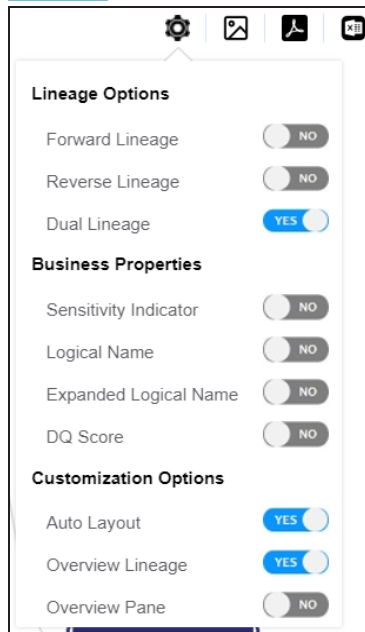 Lineage Options
Forward Lineage NO
Reverse Lineage NO
Dual Lineage YES
Business Properties
Sensitivity Indicator NO
Logical Name NO
Expanded Logical Name NO
DQ Score NO
Customization Options
Auto Layout YES
Overview Lineage YES
Overview Pane NO